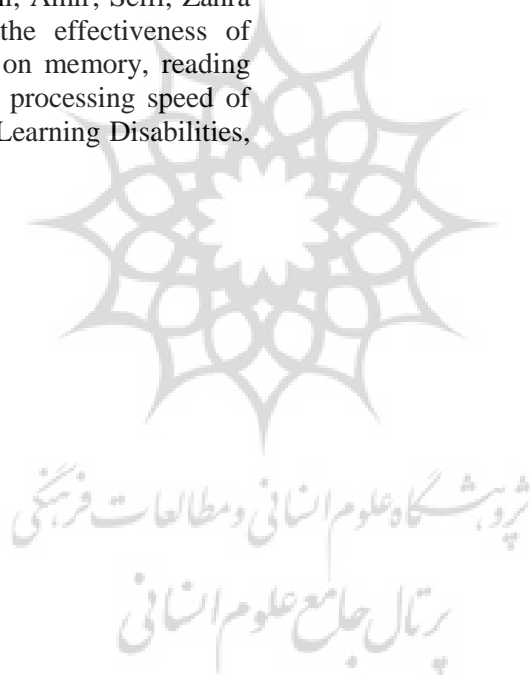 Amir, Seifi, Zahra
the effectiveness of
on memory, reading
processing speed of
Learning Disabilities,
پژوهشگاه علوم انسانی و مطالعات فرهنگی
پرتال جامع علوم انسانی